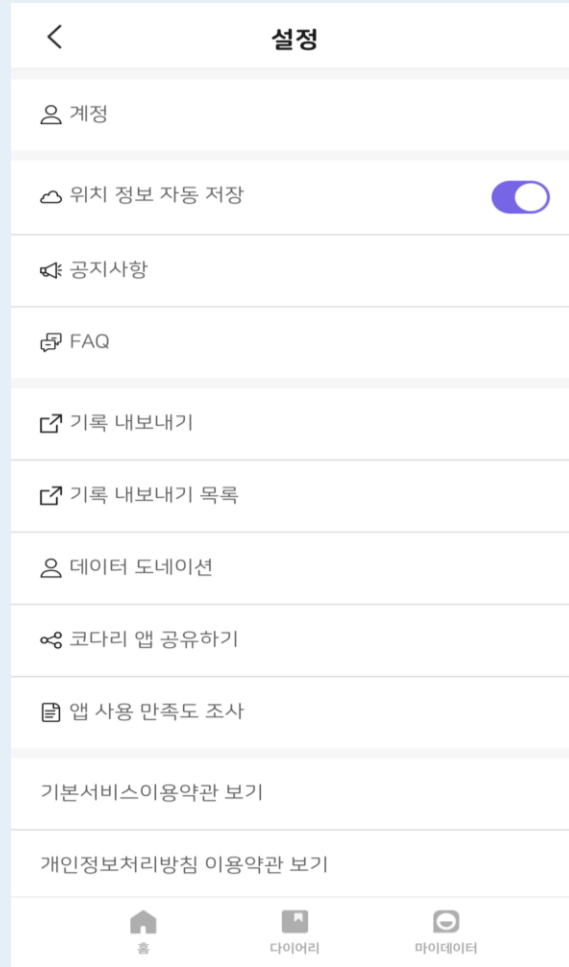 설정
계정
위치 정보 자동 저장
공지사항
FAQ
기록 내보내기
기록 내보내기 목록
데이터 도네이션
코다리 앱 공유하기
앱 사용 만족도 조사
기본서비스이용약관 보기
개인정보처리방침 이용약관 보기
홈 다이어리 마이데이터